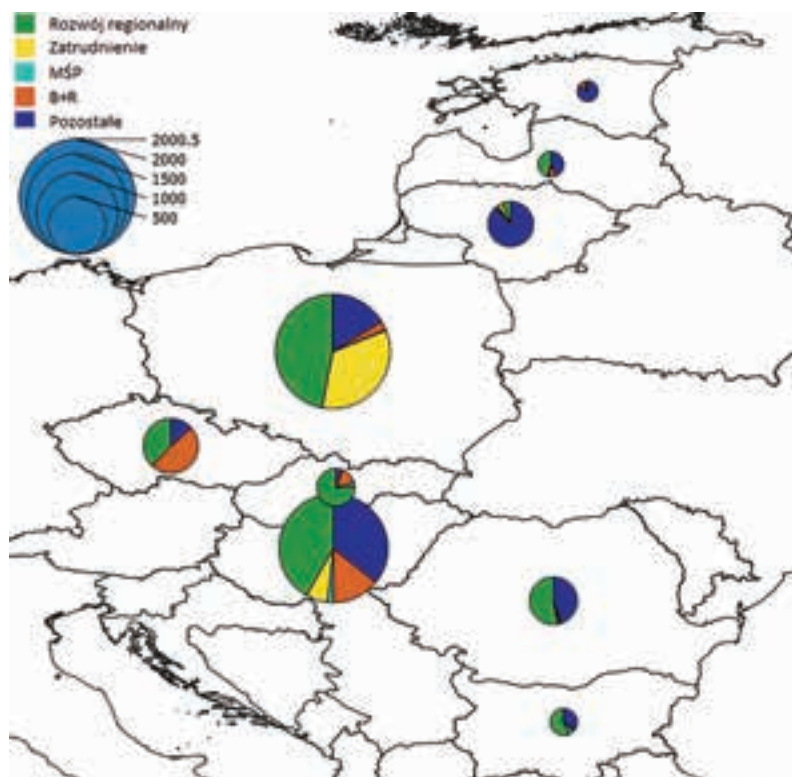 Rozwój regionalny
Zatrudnienie
MŚP
B+R
Pozostałe
2000.5
2000
1500
1000
500